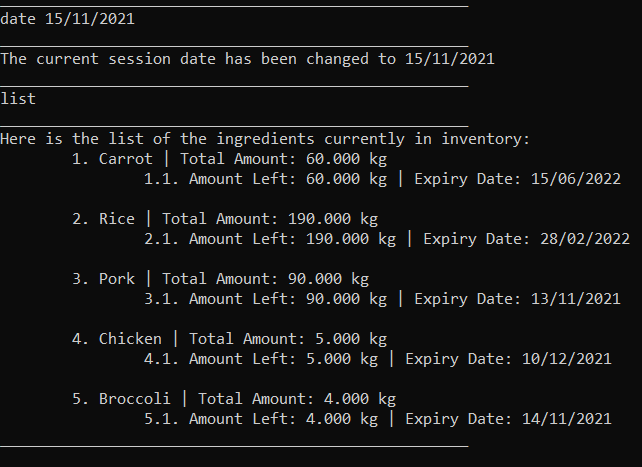 date 15/11/2021
The current session date has been changed to 15/11/2021
list
Here is the list of the ingredients currently in inventory:
1. Carrot | Total Amount: 60.000 kg
1.1. Amount Left: 60.000 kg | Expiry Date: 15/06/2022
2. Rice | Total Amount: 190.000 kg
2.1. Amount Left: 190.000 kg | Expiry Date: 28/02/2022
3. Pork | Total Amount: 90.000 kg
3.1. Amount Left: 90.000 kg | Expiry Date: 13/11/2021
4. Chicken | Total Amount: 5.000 kg
4.1. Amount Left: 5.000 kg | Expiry Date: 10/12/2021
5. Broccoli | Total Amount: 4.000 kg
5.1. Amount Left: 4.000 kg | Expiry Date: 14/11/2021